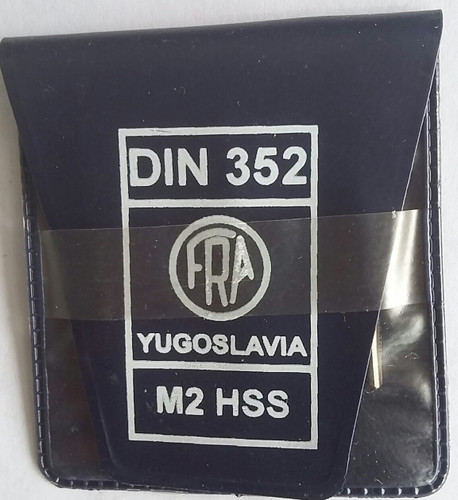 DIN 352
FRA
YUGOSLAVIA
M2 HSS